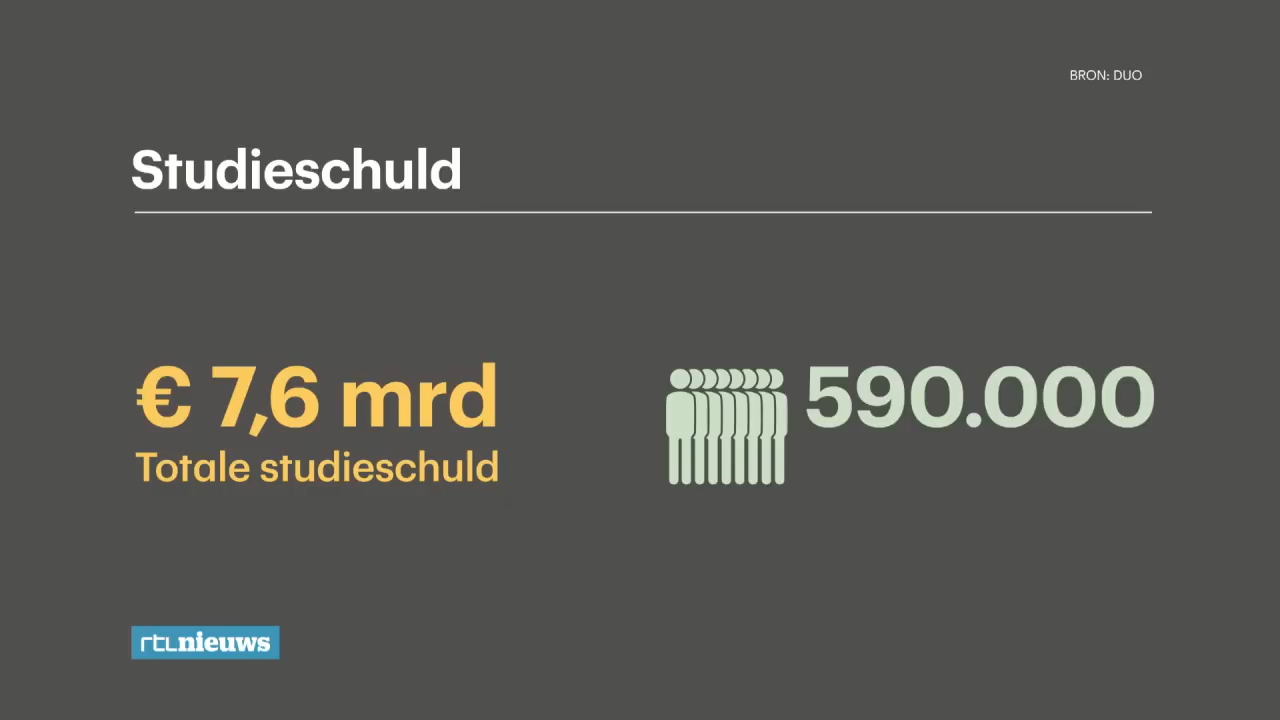 BRON: DUO
Studieschuld
€ 7,6 mrd
Totale studieschuld
590.000
rtlnieuws